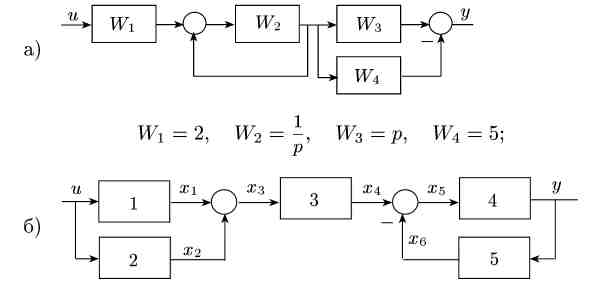 u W₁ W₂ W₃ y
а)
−
W₄
W₁ = 2, W₂ = 1/p, W₃ = p, W₄ = 5;
u 1 x₁ x₃ 3 x₄ x₅ 4 y
б)
−
2 x₂ x₆ 5